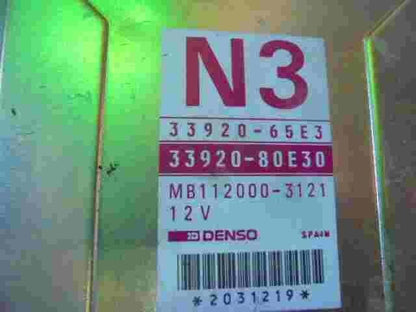 N3
33920-65E3
33920-80E30
MB112000-3121
12V
DENSO SPAIN
*2031219*